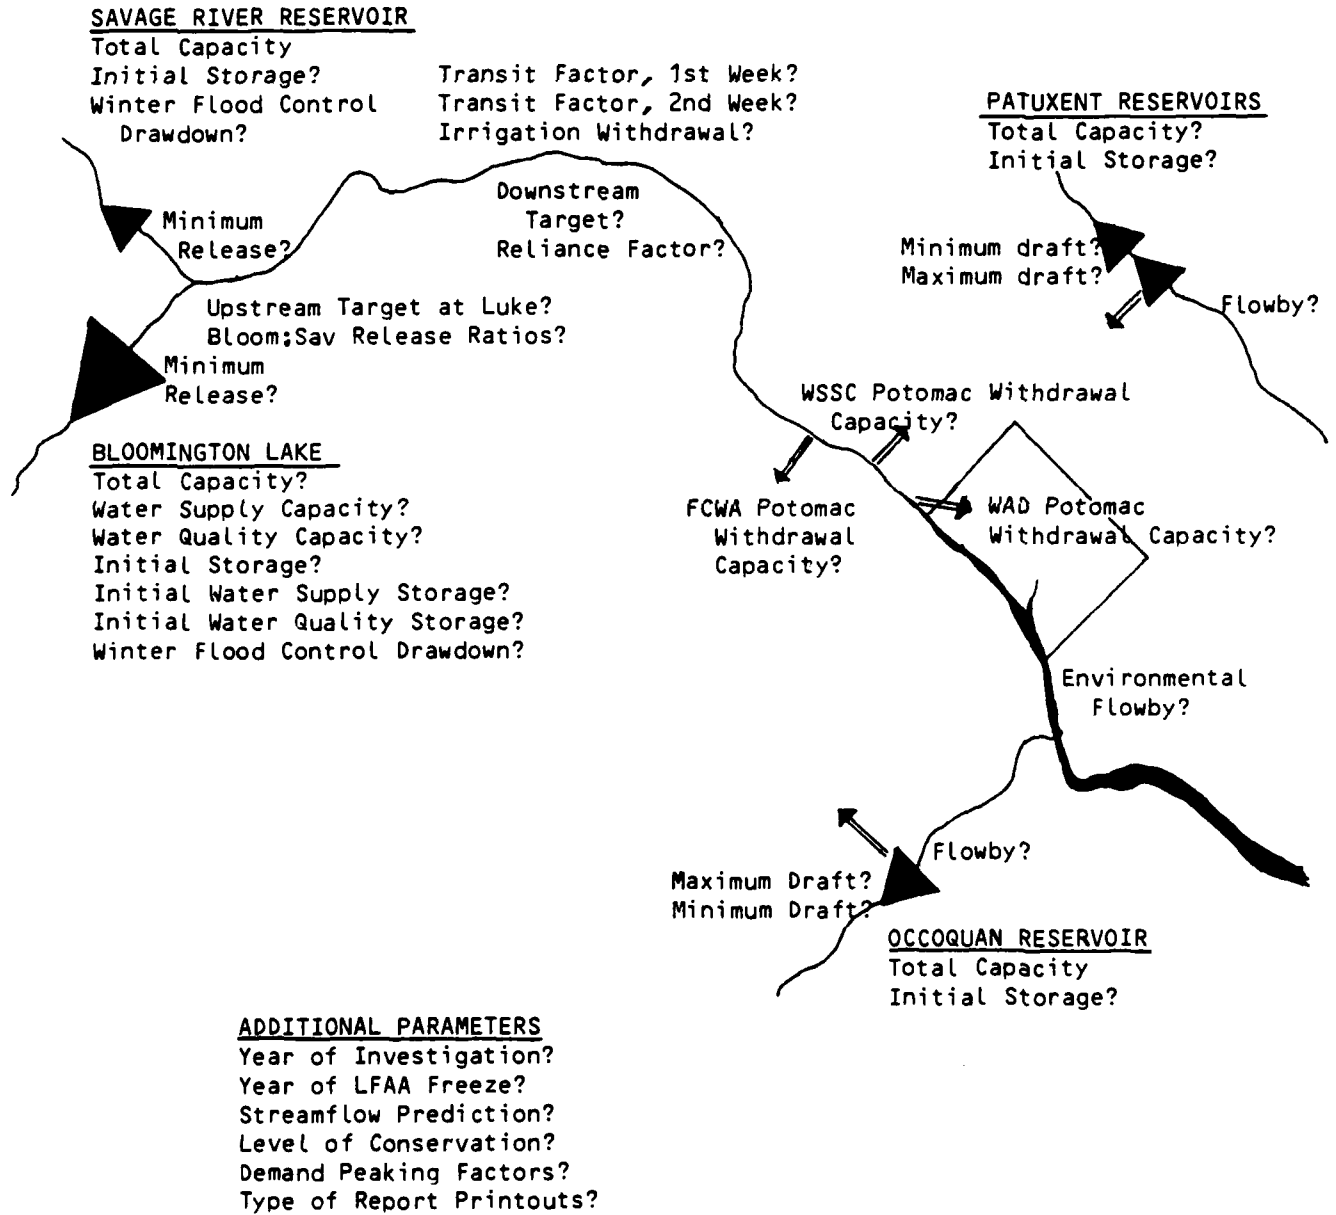 SAVAGE RIVER RESERVOIR
Total Capacity
Initial Storage?
Winter Flood Control
Drawdown?
Transit Factor, 1st Week?
Transit Factor, 2nd Week?
Irrigation Withdrawal?
PATUXENT RESERVOIRS
Total Capacity?
Initial Storage?
Minimum
Release?
Downstream
Target?
Reliance Factor?
Minimum draft?
Maximum draft?
Flowby?
Upstream Target at Luke?
Bloom;Sav Release Ratios?
Minimum
Release?
WSSC Potomac Withdrawal
Capacity?
BLOOMINGTON LAKE
Total Capacity?
Water Supply Capacity?
Water Quality Capacity?
Initial Storage?
Initial Water Supply Storage?
Initial Water Quality Storage?
Winter Flood Control Drawdown?
FCWA Potomac
Withdrawal
Capacity?
WAD Potomac
Withdrawal Capacity?
Environmental
Flowby?
Flowby?
Maximum Draft?
Minimum Draft?
OCCOQUAN RESERVOIR
Total Capacity
Initial Storage?
ADDITIONAL PARAMETERS
Year of Investigation?
Year of LFAA Freeze?
Streamflow Prediction?
Level of Conservation?
Demand Peaking Factors?
Type of Report Printouts?